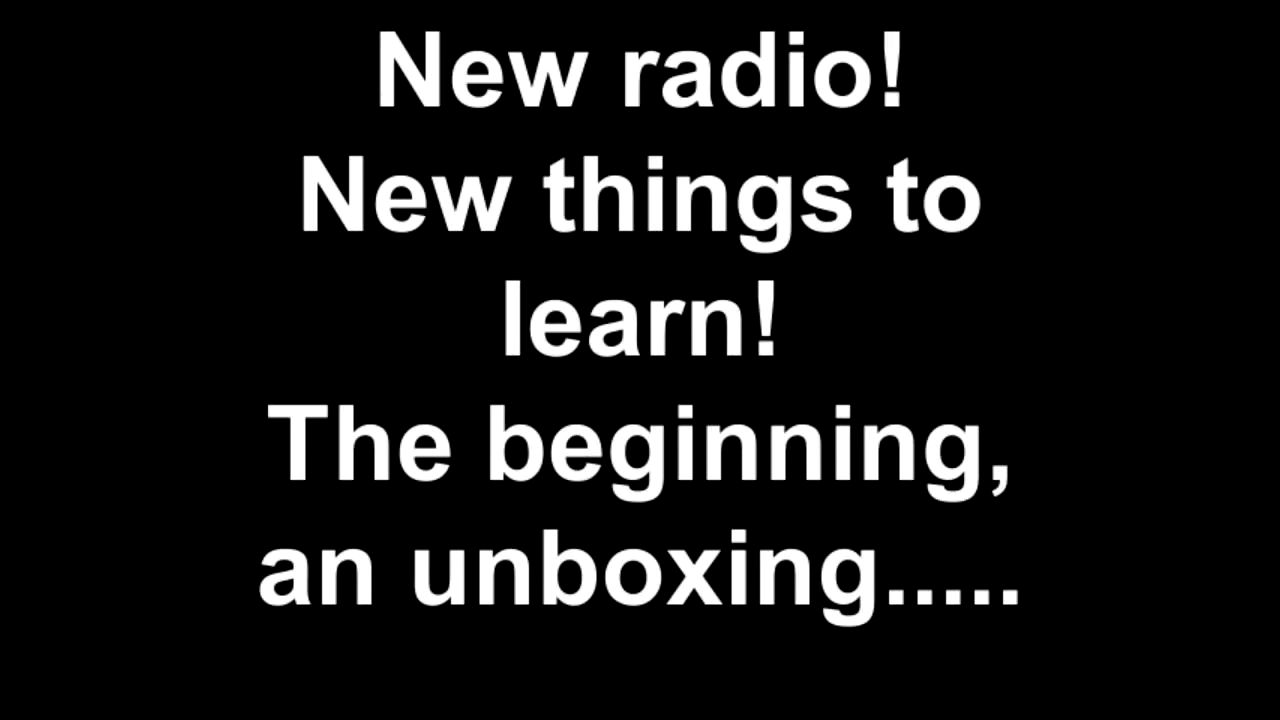 New radio!
New things to
learn!
The beginning,
an unboxing.....